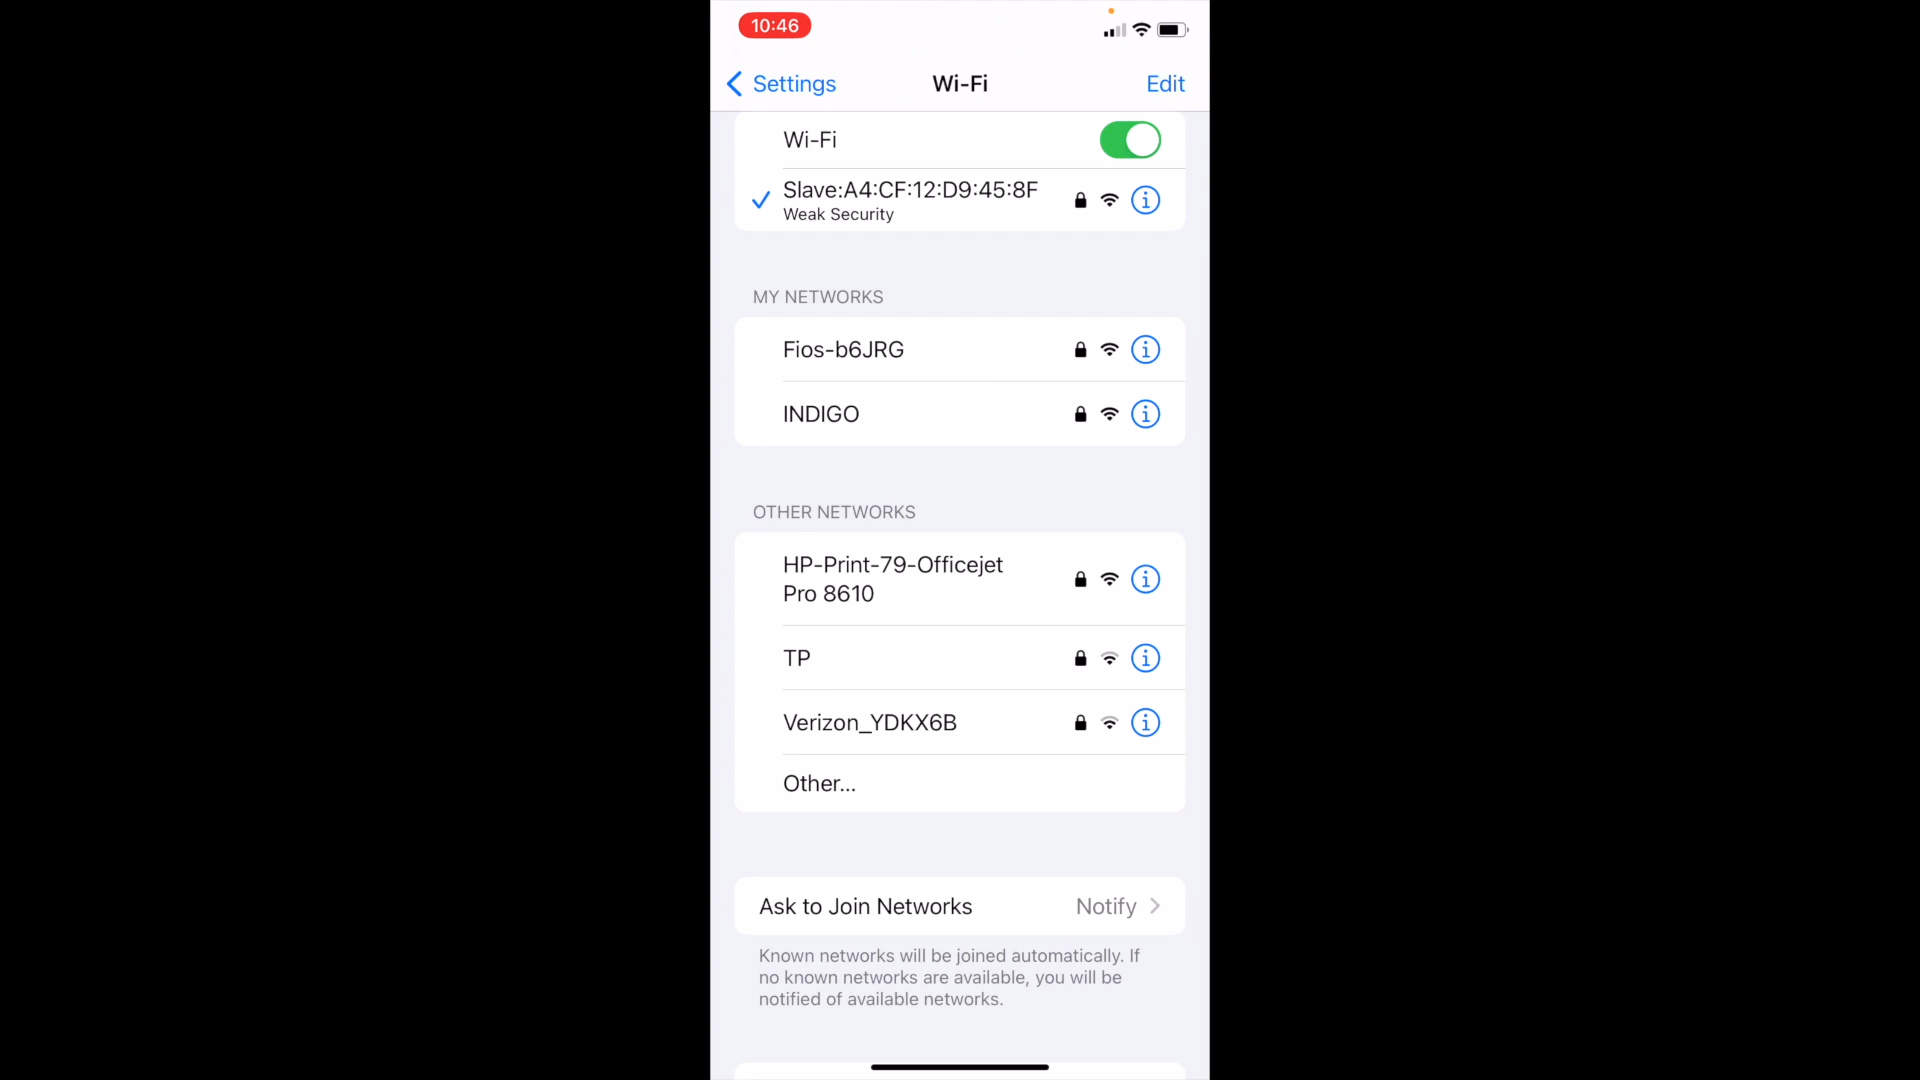 10:46
Settings
Wi-Fi
Edit
Wi-Fi
Slave:A4:CF:12:D9:45:8F
Weak Security
MY NETWORKS
Fios-b6JRG
INDIGO
OTHER NETWORKS
HP-Print-79-Officejet
Pro 8610
TP
Verizon_YDKX6B
Other...
Ask to Join Networks
Notify
Known networks will be joined automatically. If
no known networks are available, you will be
notified of available networks.